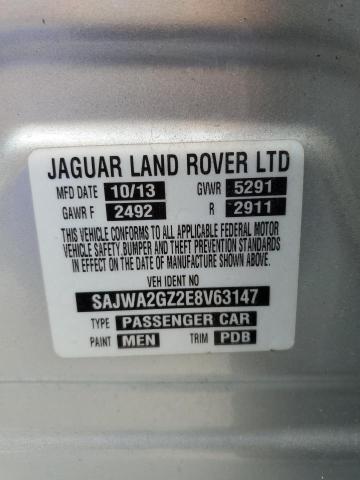 JAGUAR LAND ROVER LTD
MFD DATE 10/13 GVWR 5291
GAWR F 2492 R 2911
THIS VEHICLE CONFORMS TO ALL APPLICABLE FEDERAL MOTOR
VEHICLE SAFETY,BUMPER AND THEFT PREVENTION STANDARDS
IN EFFECT ON THE DATE OF MANUFACTURE SHOWN ABOVE.
VEH IDENT NO
SAJWA2GZ2E8V63147
TYPE PASSENGER CAR
PAINT MEN TRIM PDB